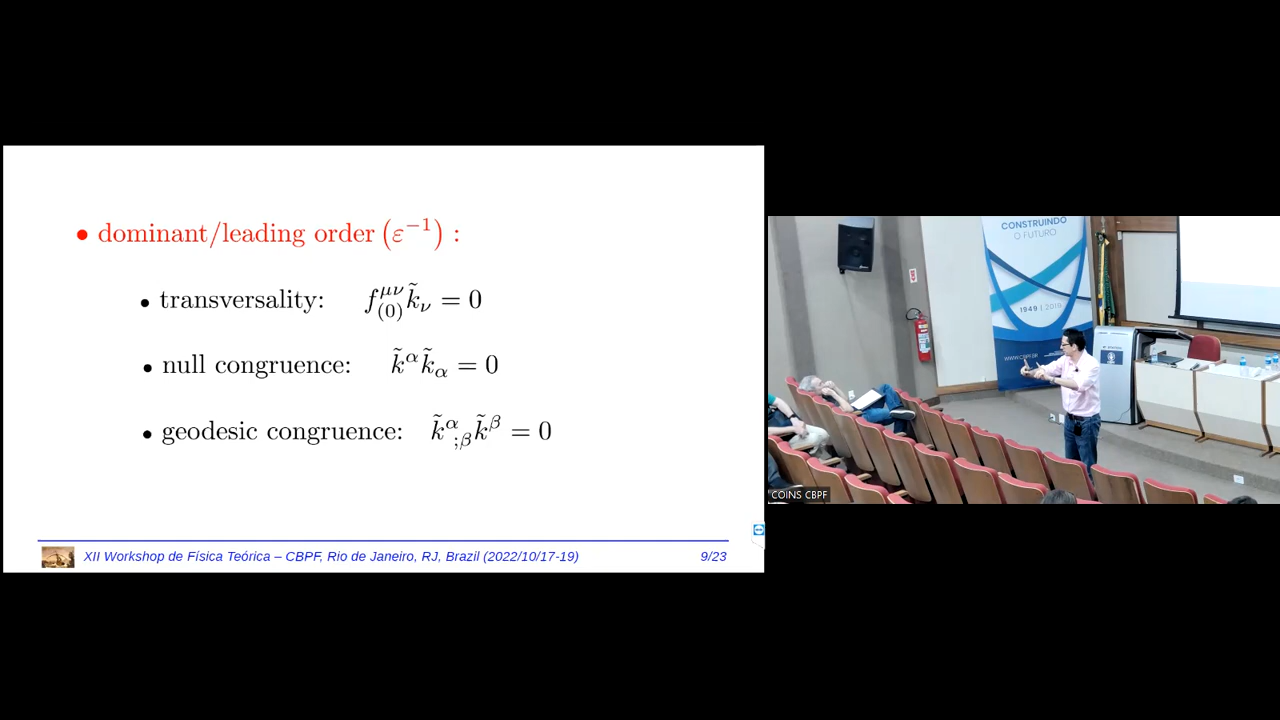 • dominant/leading order (ε⁻¹) :
• transversality: f^{μν}_{(0)} k̃_ν = 0
• null congruence: k̃^α k̃_α = 0
• geodesic congruence: k̃^α_{;β} k̃^β = 0
XII Workshop de Física Teórica – CBPF, Rio de Janeiro, RJ, Brazil (2022/10/17-19) 9/23
CONSTRUINDO
O FUTURO
1949 | 2019
COINS CBPF